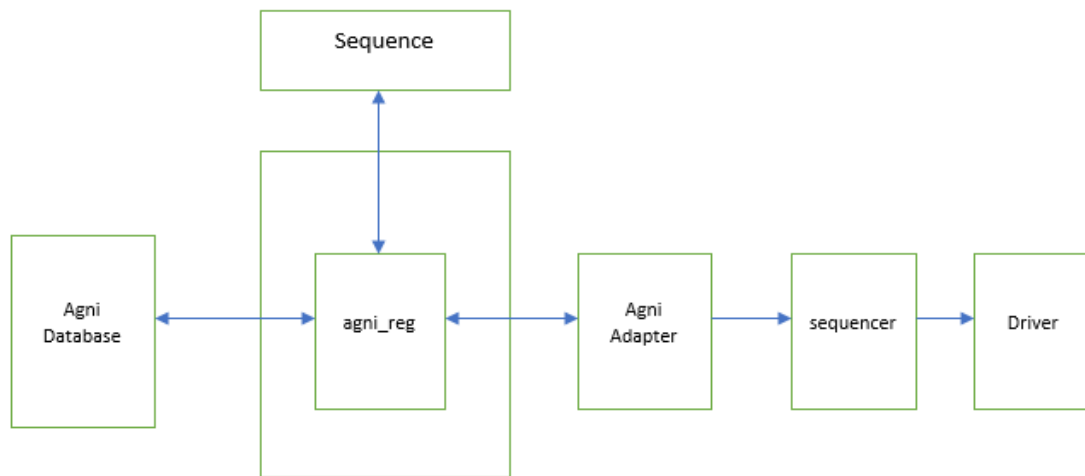 Sequence
Agni
Database
agni_reg
Agni
Adapter
sequencer
Driver